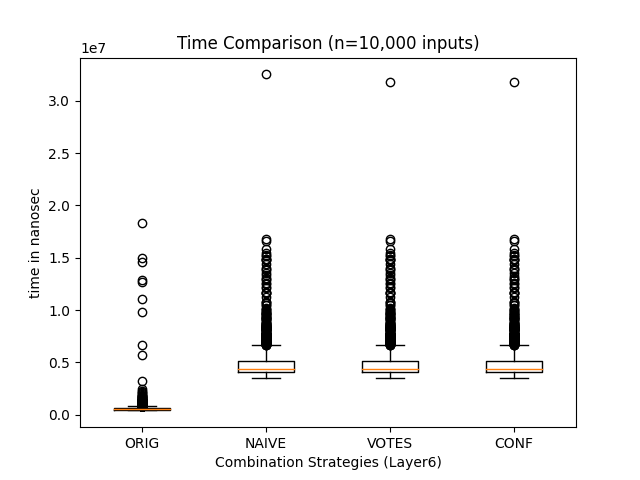 Time Comparison (n=10,000 inputs)
1e7
3.0
2.5
2.0
1.5
1.0
0.5
0.0
time in nanosec
ORIG NAIVE VOTES CONF
Combination Strategies (Layer6)